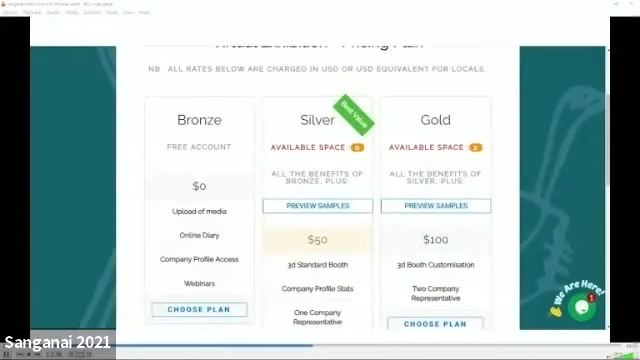 Virtual Exhibition - Pricing Plan
NB : ALL RATES BELOW ARE CHARGED IN USD OR USD EQUIVALENT FOR LOCALS.
Bronze
FREE ACCOUNT
$0
Upload of media
Online Diary
Company Profile Access
Webinars
CHOOSE PLAN
Silver
Best Value
AVAILABLE SPACE : 0
ALL THE BENEFITS OF
BRONZE, PLUS:
PREVIEW SAMPLES
$50
3d Standard Booth
Company Profile Stats
One Company
Representative
Gold
AVAILABLE SPACE : 2
ALL THE BENEFITS OF
SILVER, PLUS:
PREVIEW SAMPLES
$100
3d Booth Customisation
Two Company
Representative
CHOOSE PLAN
We Are Here!
1
Sanganai 2021